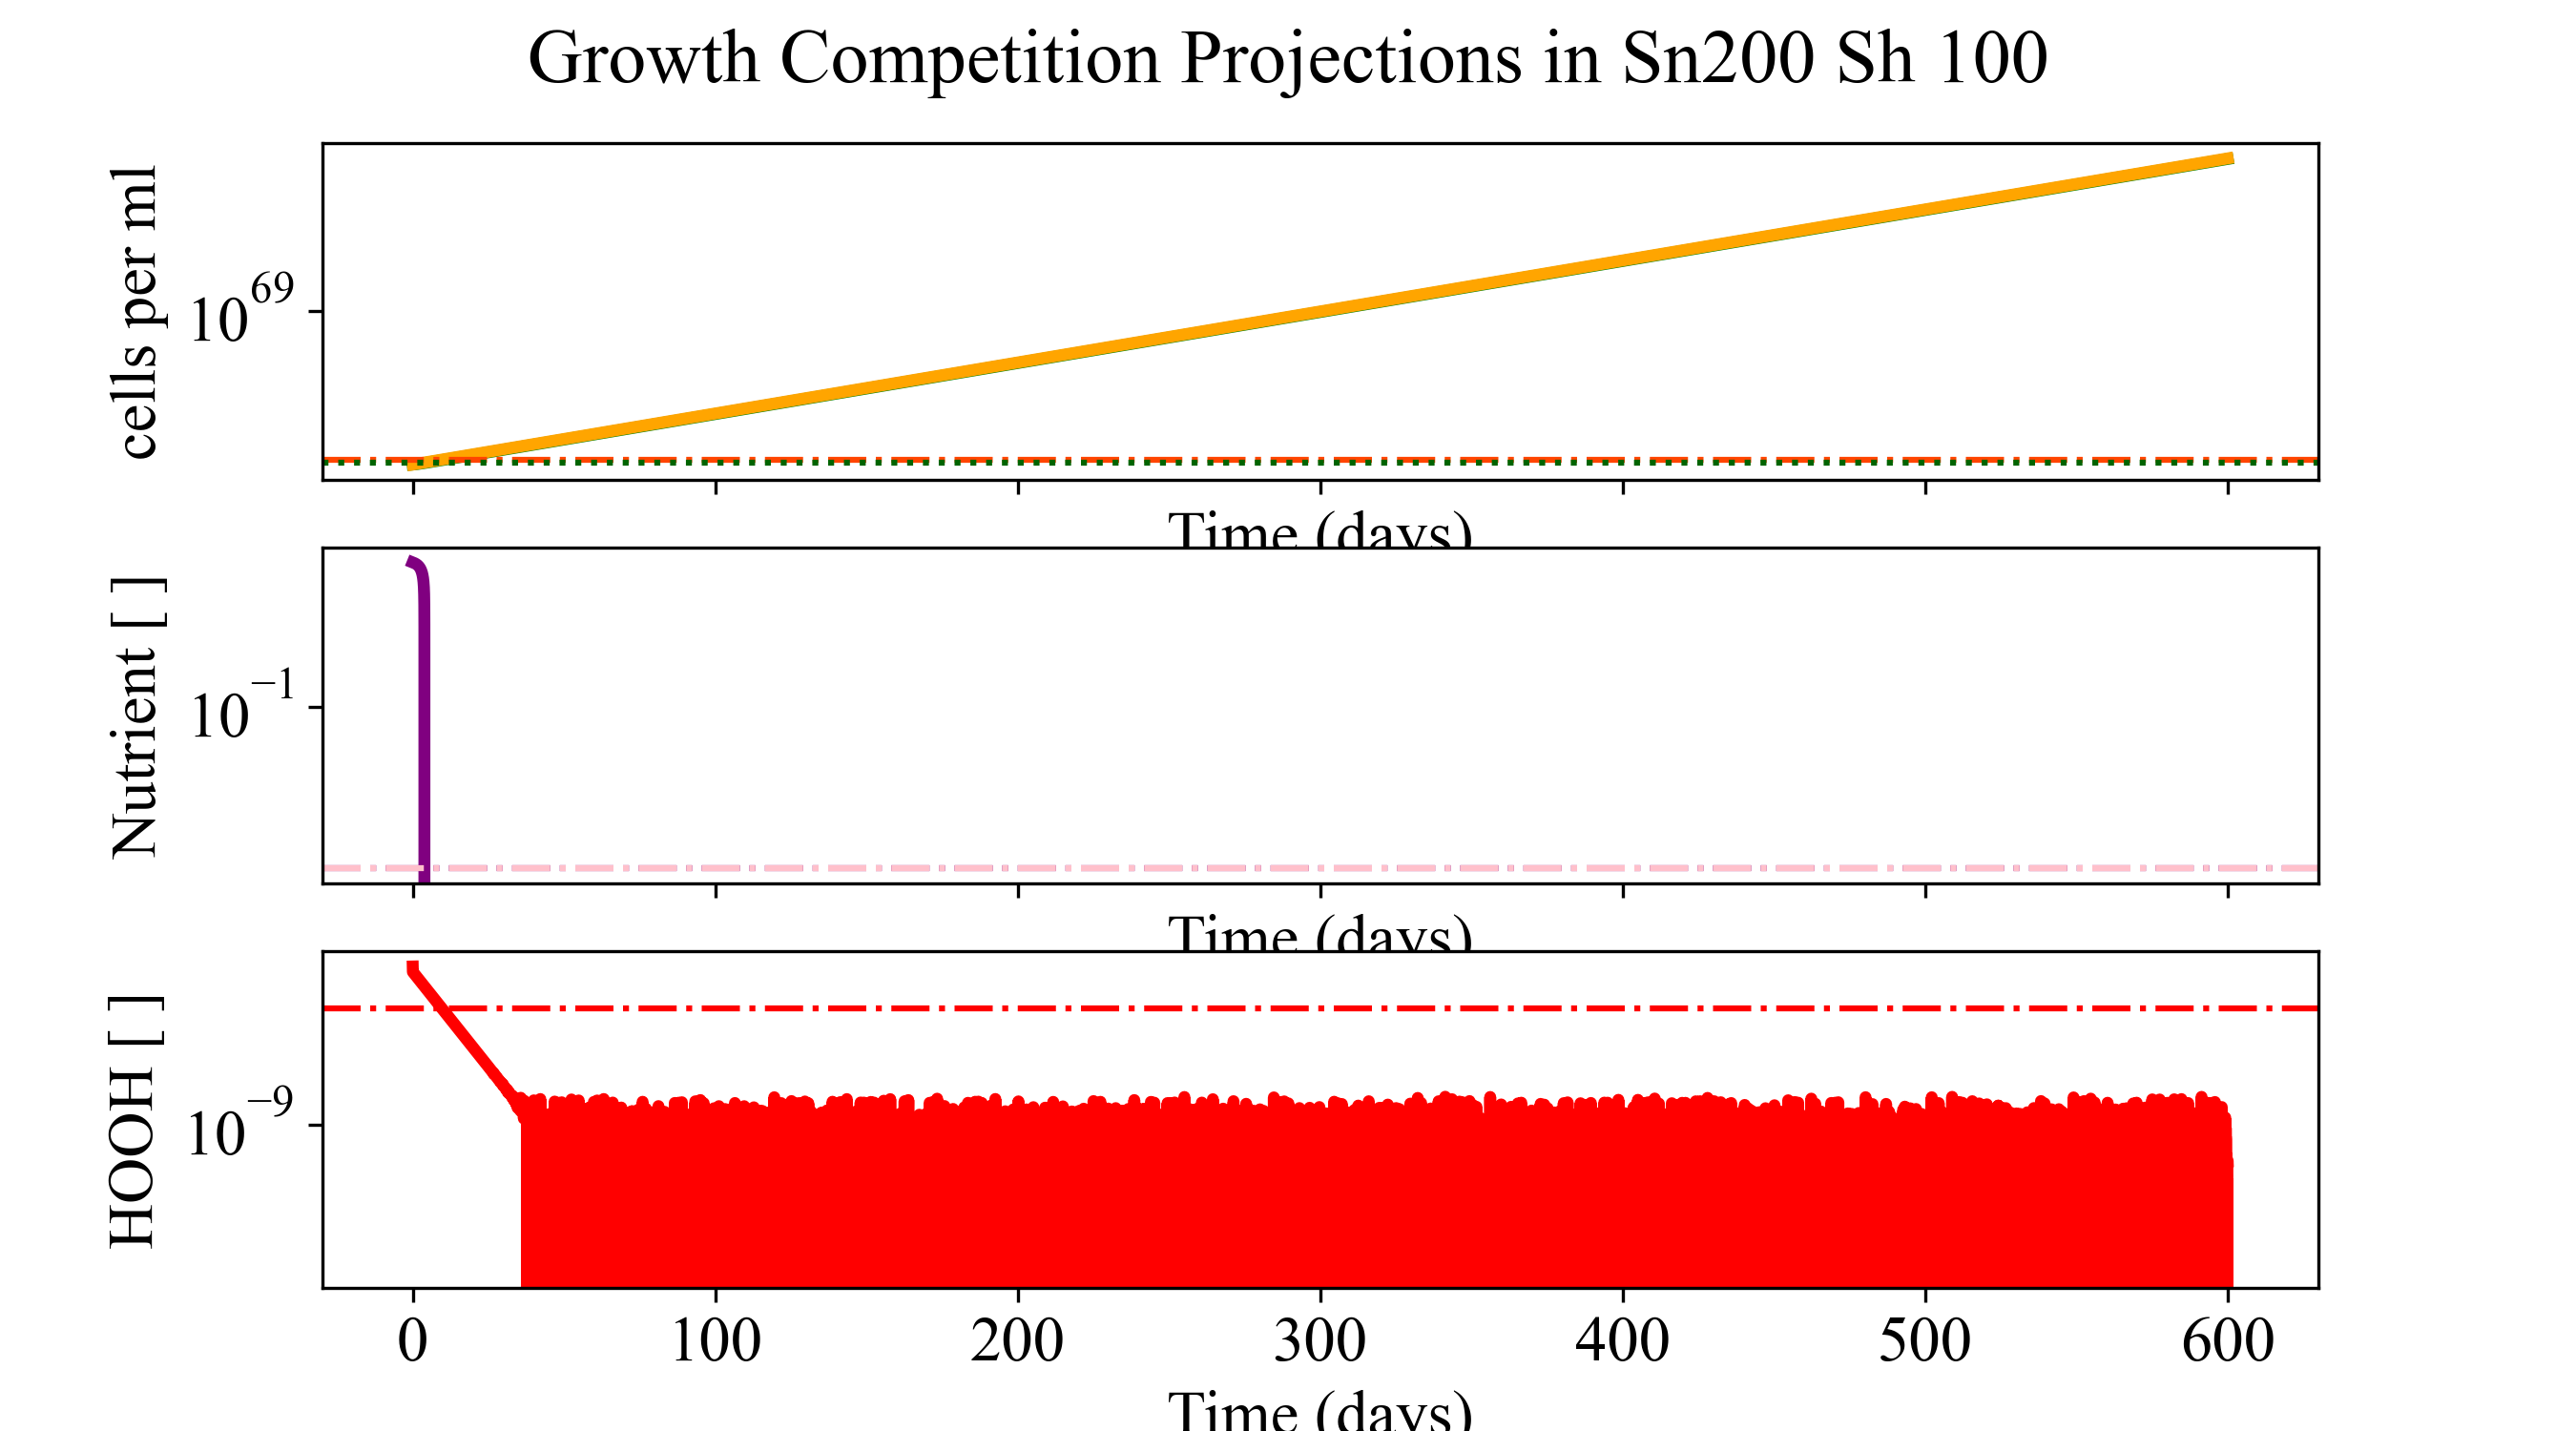 Growth Competition Projections in Sn200 Sh 100
cells per ml
10^69
Time (days)
Nutrient [ ]
10^−1
Time (days)
HOOH [ ]
10^−9
0 100 200 300 400 500 600
Time (days)